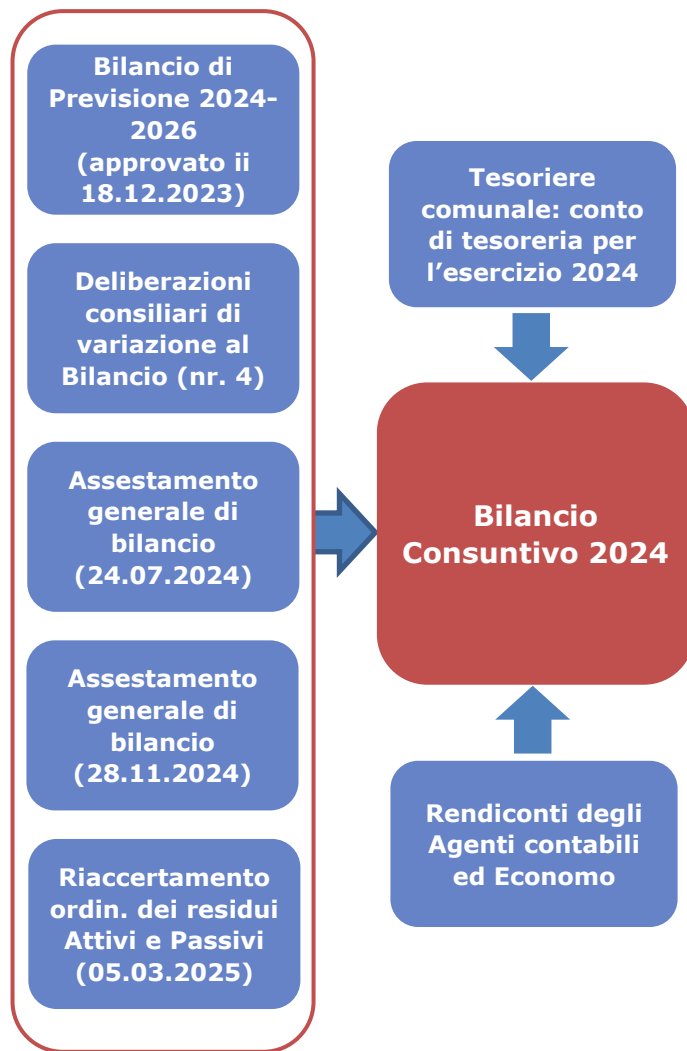 Bilancio di
Previsione 2024-
2026
(approvato ii
18.12.2023)
Deliberazioni
consiliari di
variazione al
Bilancio (nr. 4)
Assestamento
generale di
bilancio
(24.07.2024)
Assestamento
generale di
bilancio
(28.11.2024)
Riaccertamento
ordin. dei residui
Attivi e Passivi
(05.03.2025)
Tesoriere
comunale: conto
di tesoreria per
l’esercizio 2024
Bilancio
Consuntivo 2024
Rendiconti degli
Agenti contabili
ed Economo